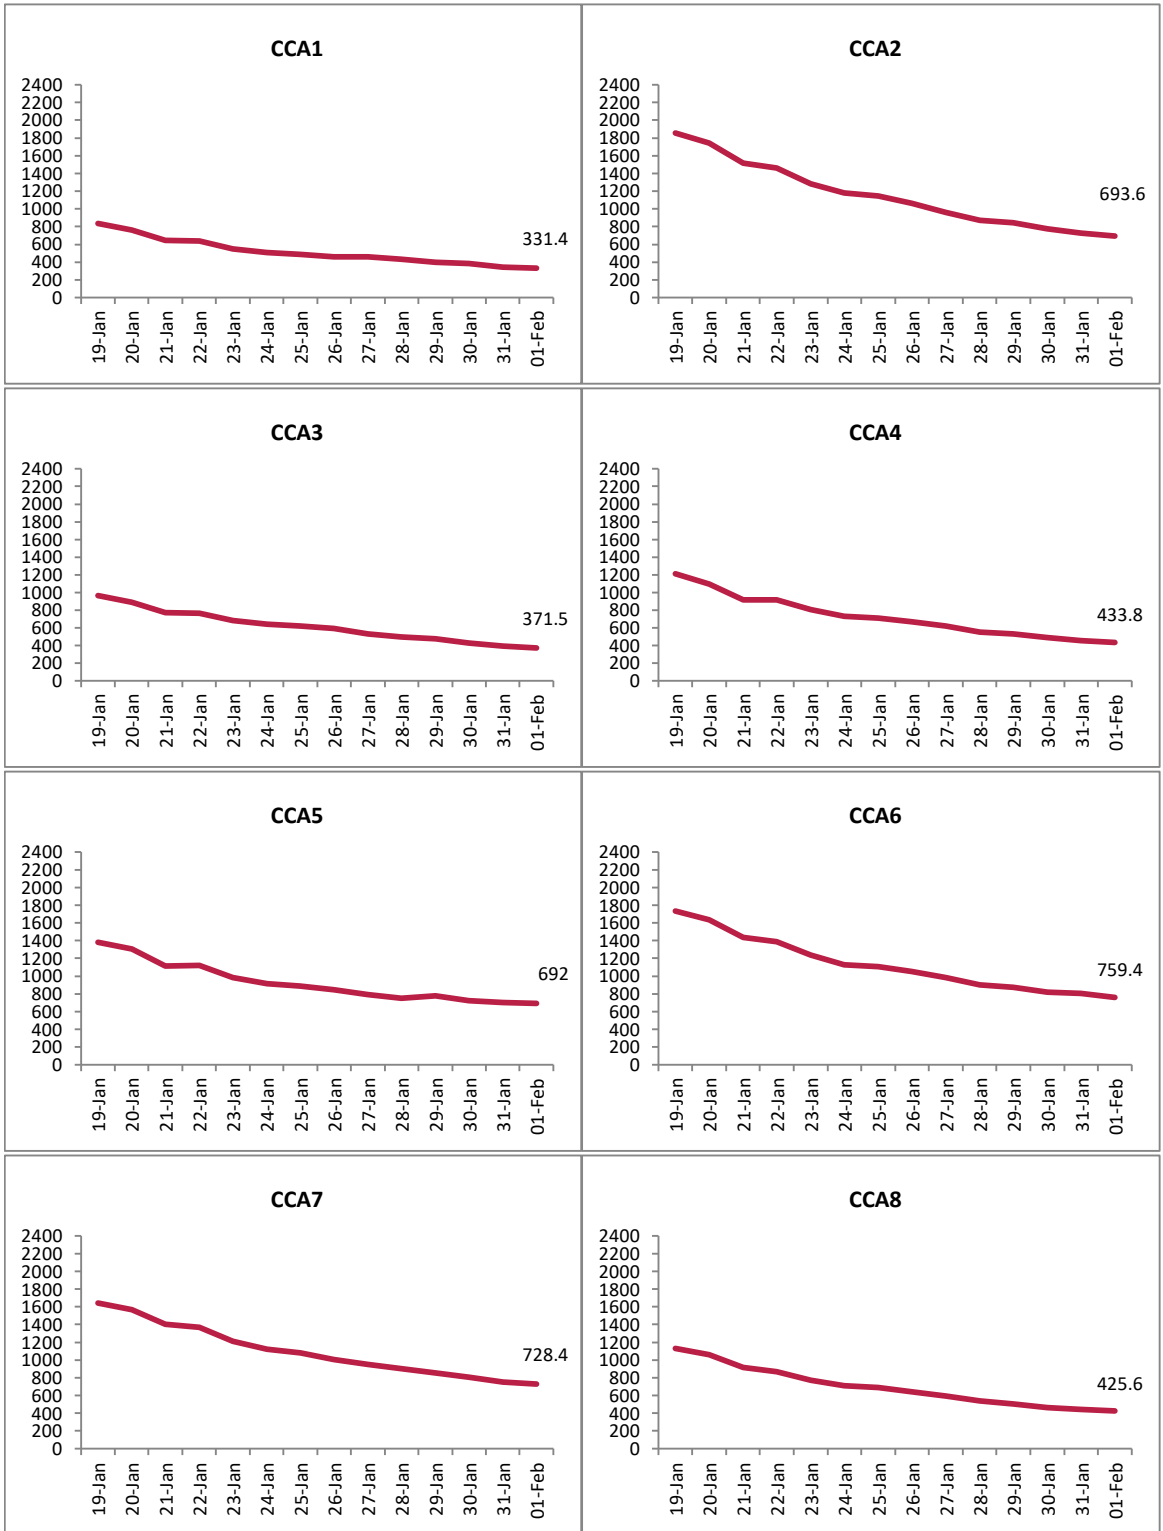 CCA1
2400
2200
2000
1800
1600
1400
1200
1000
800
600
400
200
0
331.4
19-Jan
20-Jan
21-Jan
22-Jan
23-Jan
24-Jan
25-Jan
26-Jan
27-Jan
28-Jan
29-Jan
30-Jan
31-Jan
01-Feb
CCA2
2400
2200
2000
1800
1600
1400
1200
1000
800
600
400
200
0
693.6
19-Jan
20-Jan
21-Jan
22-Jan
23-Jan
24-Jan
25-Jan
26-Jan
27-Jan
28-Jan
29-Jan
30-Jan
31-Jan
01-Feb
CCA3
2400
2200
2000
1800
1600
1400
1200
1000
800
600
400
200
0
371.5
19-Jan
20-Jan
21-Jan
22-Jan
23-Jan
24-Jan
25-Jan
26-Jan
27-Jan
28-Jan
29-Jan
30-Jan
31-Jan
01-Feb
CCA4
2400
2200
2000
1800
1600
1400
1200
1000
800
600
400
200
0
433.8
19-Jan
20-Jan
21-Jan
22-Jan
23-Jan
24-Jan
25-Jan
26-Jan
27-Jan
28-Jan
29-Jan
30-Jan
31-Jan
01-Feb
CCA5
2400
2200
2000
1800
1600
1400
1200
1000
800
600
400
200
0
692
19-Jan
20-Jan
21-Jan
22-Jan
23-Jan
24-Jan
25-Jan
26-Jan
27-Jan
28-Jan
29-Jan
30-Jan
31-Jan
01-Feb
CCA6
2400
2200
2000
1800
1600
1400
1200
1000
800
600
400
200
0
759.4
19-Jan
20-Jan
21-Jan
22-Jan
23-Jan
24-Jan
25-Jan
26-Jan
27-Jan
28-Jan
29-Jan
30-Jan
31-Jan
01-Feb
CCA7
2400
2200
2000
1800
1600
1400
1200
1000
800
600
400
200
0
728.4
19-Jan
20-Jan
21-Jan
22-Jan
23-Jan
24-Jan
25-Jan
26-Jan
27-Jan
28-Jan
29-Jan
30-Jan
31-Jan
01-Feb
CCA8
2400
2200
2000
1800
1600
1400
1200
1000
800
600
400
200
0
425.6
19-Jan
20-Jan
21-Jan
22-Jan
23-Jan
24-Jan
25-Jan
26-Jan
27-Jan
28-Jan
29-Jan
30-Jan
31-Jan
01-Feb